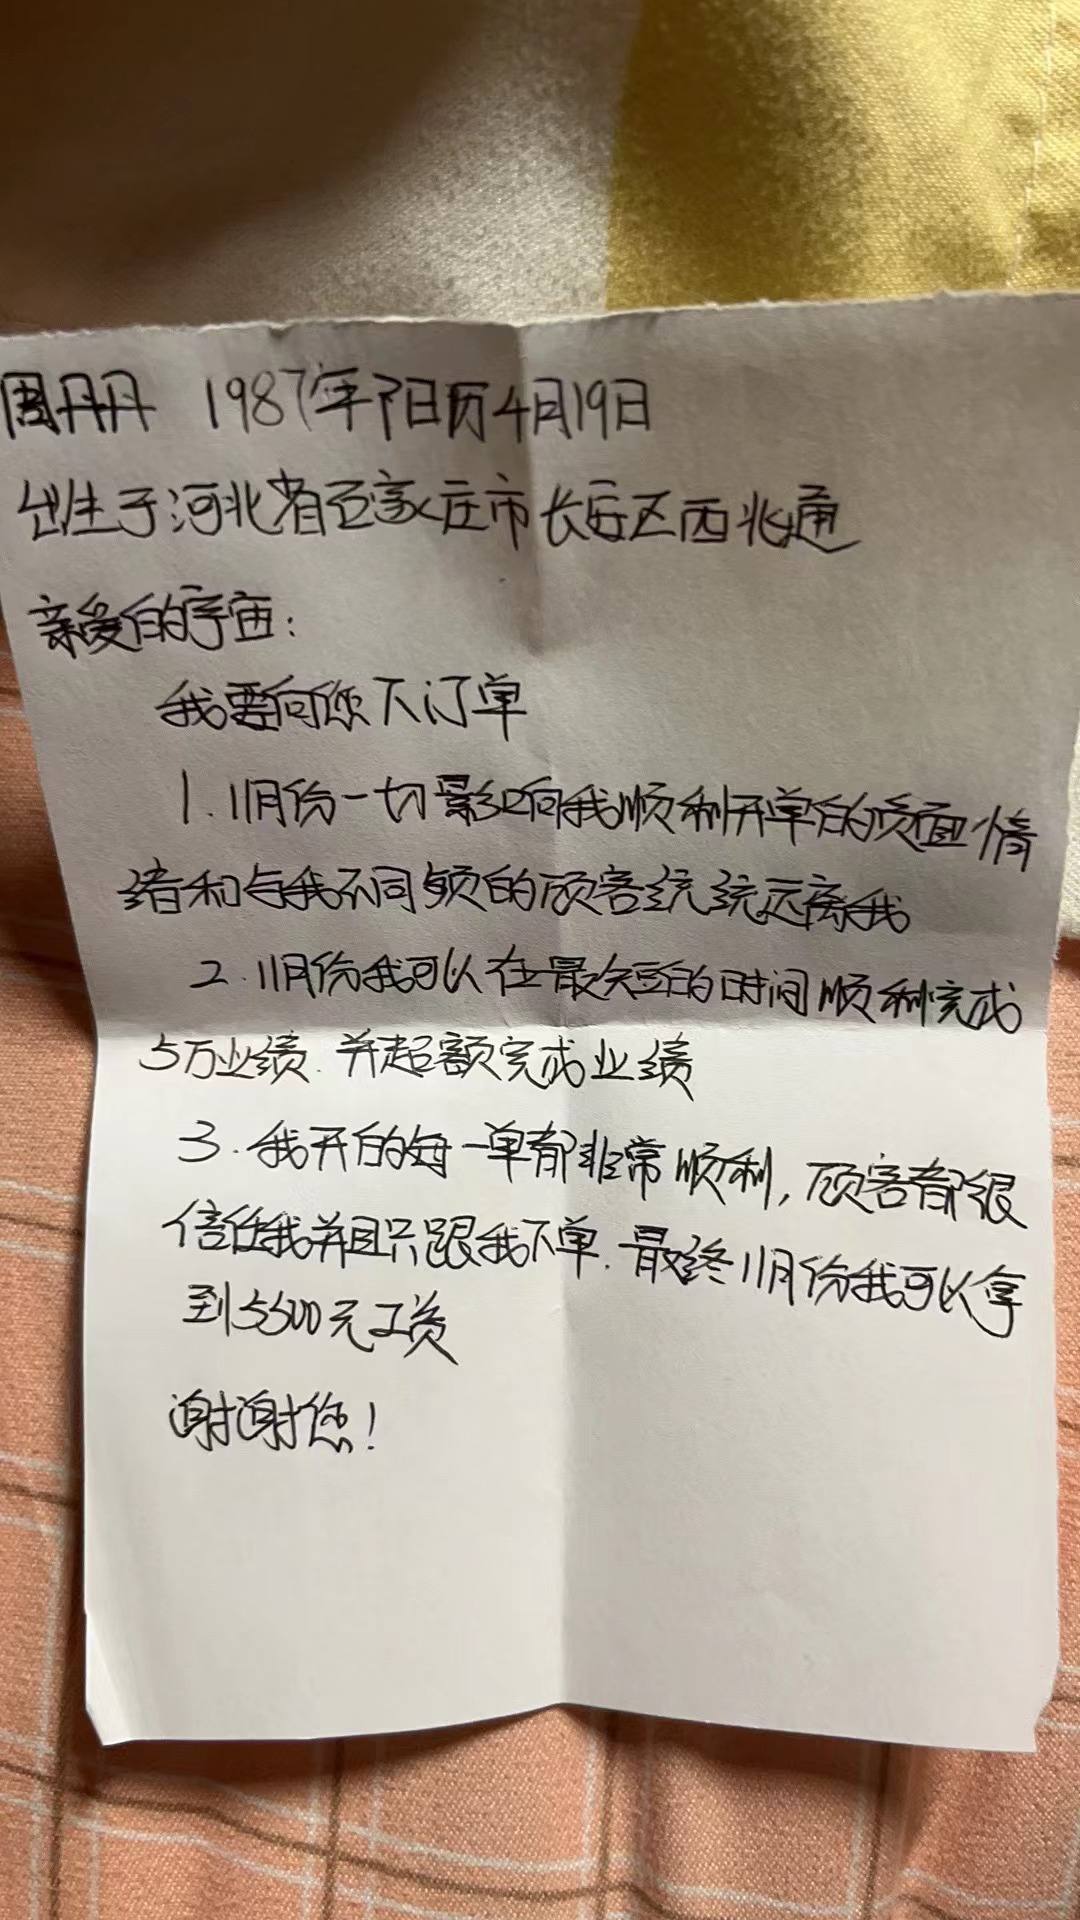 周丹丹 1987年阳历4月19日
出生于河北省石家庄市长安区西兆通
亲爱的宇宙:
我要向您下订单
1.11月份一切影响我顺利开单的负面情
绪和与我不同频的顾客统统远离我
2.11月份我可以在最短的时间顺利完成
5万业绩.并超额完成业绩
3.我开的每一单都非常顺利,顾客都很
信任我并且只跟我下单.最终11月份我可以拿
到5500元工资
谢谢您!